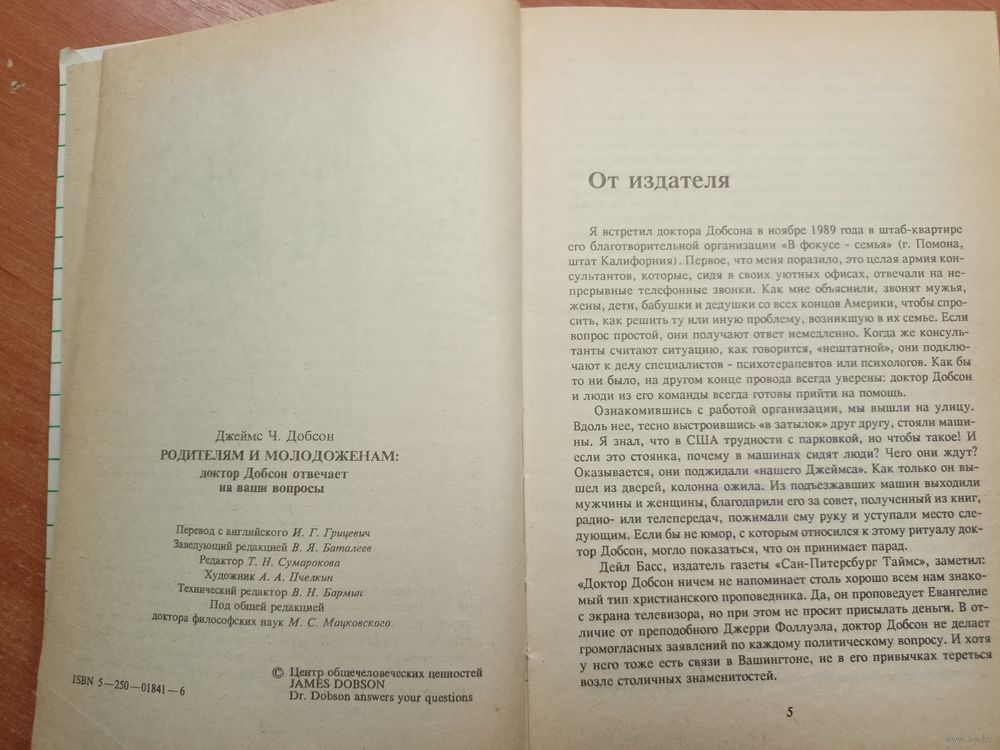 Джеймс Ч. Добсон
РОДИТЕЛЯМ И МОЛОДОЖЕНАМ:
доктор Добсон отвечает
на ваши вопросы
Перевод с английского И. Г. Грицевич
Заведующий редакцией В. Я. Баталеев
Редактор Т. Н. Сумарокова
Художник А. А. Пчелкин
Технический редактор В. Н. Бармин
Под общей редакцией
доктора философских наук М. С. Мацковского
ISBN 5—250—01841—6
© Центр общечеловеческих ценностей
JAMES DOBSON
Dr. Dobson answers your questions
От издателя
Я встретил доктора Добсона в ноябре 1989 года в штаб-квартире
его благотворительной организации «В фокусе - семья» (г. Помона,
штат Калифорния). Первое, что меня поразило, это целая армия кон-
сультантов, которые, сидя в своих уютных офисах, отвечали на не-
прерывные телефонные звонки. Как мне объяснили, звонят мужья,
жены, дети, бабушки и дедушки со всех концов Америки, чтобы спро-
сить, как решить ту или иную проблему, возникшую в их семье. Если
вопрос простой, они получают ответ немедленно. Когда же консуль-
танты считают ситуацию, как говорится, «нештатной», они подклю-
чают к делу специалистов - психотерапевтов или психологов. Как бы
то ни было, на другом конце провода всегда уверены: доктор Добсон
и люди из его команды всегда готовы прийти на помощь.
Ознакомившись с работой организации, мы вышли на улицу.
Вдоль нее, тесно выстроившись «в затылок» друг другу, стояли маши-
ны. Я знал, что в США трудности с парковкой, но чтобы такое! И
если это стоянка, почему в машинах сидят люди? Чего они ждут?
Оказывается, они поджидали «нашего Джеймса». Как только он вы-
шел из дверей, колонна ожила. Из подъезжавших машин выходили
мужчины и женщины, благодарили его за совет, полученный из книг,
радио- или телепередач, пожимали ему руку и уступали место сле-
дующим. Если бы не юмор, с которым относился к этому ритуалу док-
тор Добсон, могло показаться, что он принимает парад.
Дейл Басс, издатель газеты «Сан-Питерсбург Таймс», заметил:
«Доктор Добсон ничем не напоминает столь хорошо всем нам знако-
мый тип христианского проповедника. Да, он проповедует Евангелие
с экрана телевизора, но при этом не просит присылать деньги. В от-
личие от преподобного Джерри Фоллуэла, доктор Добсон не делает
громогласных заявлений по каждому политическому вопросу. И хотя
у него тоже есть связи в Вашингтоне, не в его привычках тереться
возле столичных знаменитостей.
5
www.ay.by